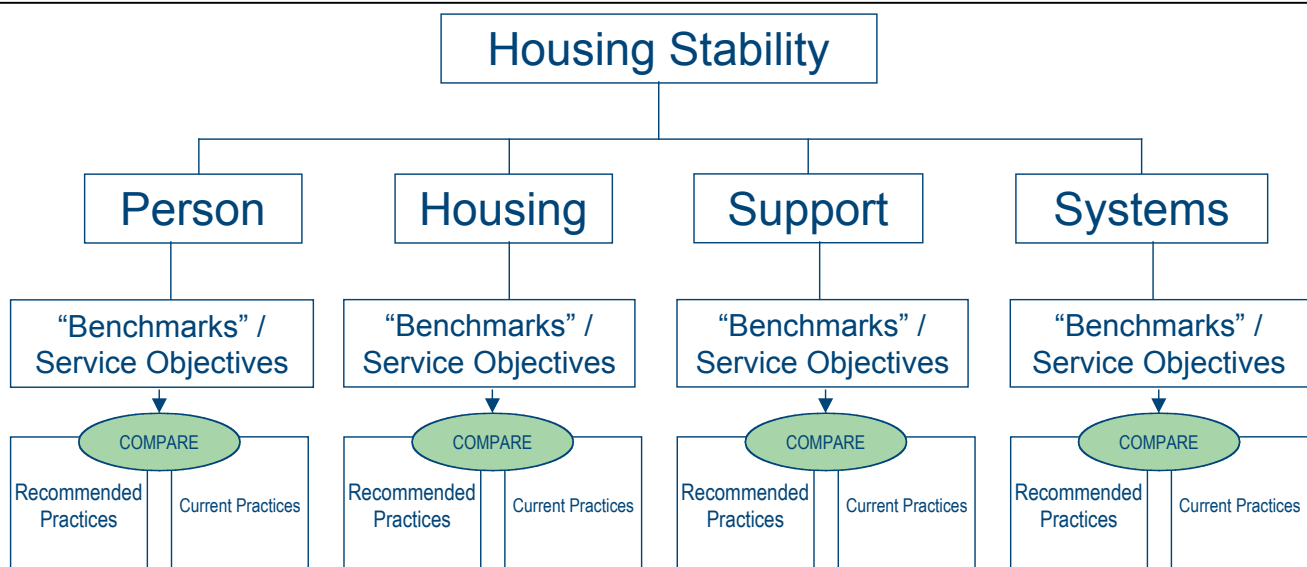 Housing Stability
Person
Housing
Support
Systems
“Benchmarks” /
Service Objectives
“Benchmarks” /
Service Objectives
“Benchmarks” /
Service Objectives
“Benchmarks” /
Service Objectives
COMPARE
COMPARE
COMPARE
COMPARE
Recommended
Practices
Current Practices
Recommended
Practices
Current Practices
Recommended
Practices
Current Practices
Recommended
Practices
Current Practices